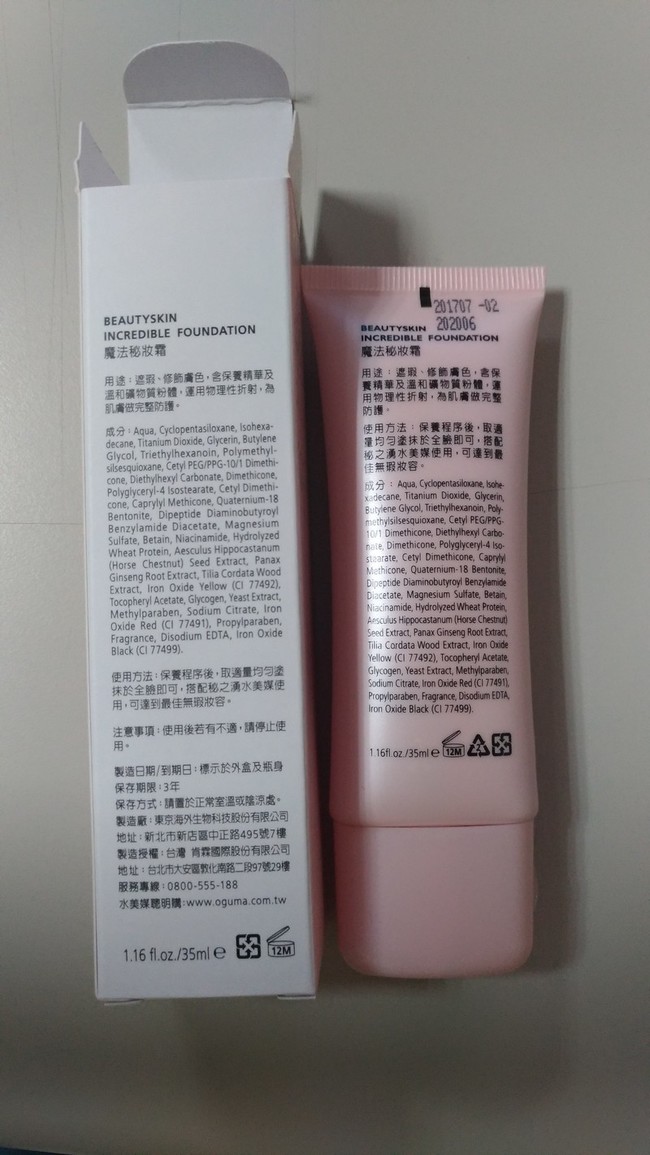 BEAUTYSKIN
INCREDIBLE FOUNDATION
魔法秘妝霜
用途：遮瑕、修飾膚色，含保養精華及
溫和礦物質粉體，運用物理性折射，為
肌膚做完整防護。
成分：Aqua, Cyclopentasiloxane, Isohexa-
decane, Titanium Dioxide, Glycerin, Butylene
Glycol, Triethylhexanoin, Polymethyl-
silsesquioxane, Cetyl PEG/PPG-10/1 Dimethi-
cone, Diethylhexyl Carbonate, Dimethicone,
Polyglyceryl-4 Isostearate, Cetyl Dimethi-
cone, Caprylyl Methicone, Quaternium-18
Bentonite, Dipeptide Diaminobutyroyl
Benzylamide Diacetate, Magnesium
Sulfate, Betain, Niacinamide, Hydrolyzed
Wheat Protein, Aesculus Hippocastanum
(Horse Chestnut) Seed Extract, Panax
Ginseng Root Extract, Tilia Cordata Wood
Extract, Iron Oxide Yellow (CI 77492),
Tocopheryl Acetate, Glycogen, Yeast Extract,
Methylparaben, Sodium Citrate, Iron
Oxide Red (CI 77491), Propylparaben,
Fragrance, Disodium EDTA, Iron Oxide
Black (CI 77499).
使用方法：保養程序後，取適量均勻塗
抹於全臉即可，搭配秘之湧水美媒使
用，可達到最佳無瑕妝容。
注意事項：使用後若有不適，請停止使
用。
製造日期/到期日：標示於外盒及瓶身
保存期限：3年
保存方式：請置於正常室溫或陰涼處。
製造廠：東京海外生物科技股份有限公司
地址：新北市新店區中正路495號7樓
製造授權：台灣 肯霖國際股份有限公司
地址：台北市大安區敦化南路二段97號29樓
服務專線：0800-555-188
水美媒聰明購：www.oguma.com.tw
1.16 fl.oz./35ml e 12M
201707 -02
202006
BEAUTYSKIN
INCREDIBLE FOUNDATION
魔法秘妝霜
用途：遮瑕、修飾膚色，含保
養精華及溫和礦物質粉體，運
用物理性折射，為肌膚做完整
防護。
使用方法：保養程序後，取適
量均勻塗抹於全臉即可，搭配
秘之湧水美媒使用，可達到最
佳無瑕妝容。
成分：Aqua, Cyclopentasiloxane, Isohe-
xadecane, Titanium Dioxide, Glycerin,
Butylene Glycol, Triethylhexanoin, Poly-
methylsilsesquioxane, Cetyl PEG/PPG-
10/1 Dimethicone, Diethylhexyl Carbo-
nate, Dimethicone, Polyglyceryl-4 Iso-
stearate, Cetyl Dimethicone, Caprylyl
Methicone, Quaternium-18 Bentonite,
Dipeptide Diaminobutyroyl Benzylamide
Diacetate, Magnesium Sulfate, Betain,
Niacinamide, Hydrolyzed Wheat Protein,
Aesculus Hippocastanum (Horse Chestnut)
Seed Extract, Panax Ginseng Root Extract,
Tilia Cordata Wood Extract, Iron Oxide
Yellow (CI 77492), Tocopheryl Acetate,
Glycogen, Yeast Extract, Methylparaben,
Sodium Citrate, Iron Oxide Red (CI 77491),
Propylparaben, Fragrance, Disodium EDTA,
Iron Oxide Black (CI 77499).
1.16fl.oz./35ml e 12M